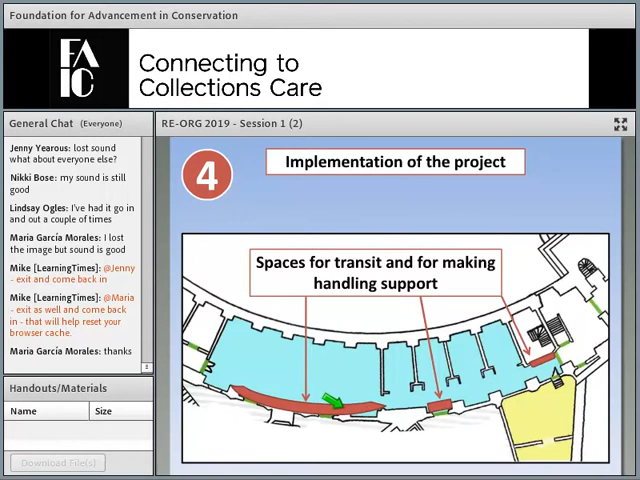 Foundation for Advancement in Conservation
FA
IC
Connecting to
Collections Care
General Chat (Everyone)
Jenny Yearous: lost sound
what about everyone else?
Nikki Bose: my sound is still
good
Lindsay Ogles: I've had it go in
and out a couple of times
Maria García Morales: I lost
the image but sound is good
Mike [LearningTimes]: @Jenny
- exit and come back in
Mike [LearningTimes]: @Maria
- exit as well and come back
in - that will help reset your
browser cache.
Maria García Morales: thanks
Handouts/Materials
Name Size
Download File(s)
RE-ORG 2019 - Session 1 (2)
4
Implementation of the project
Spaces for transit and for making
handling support